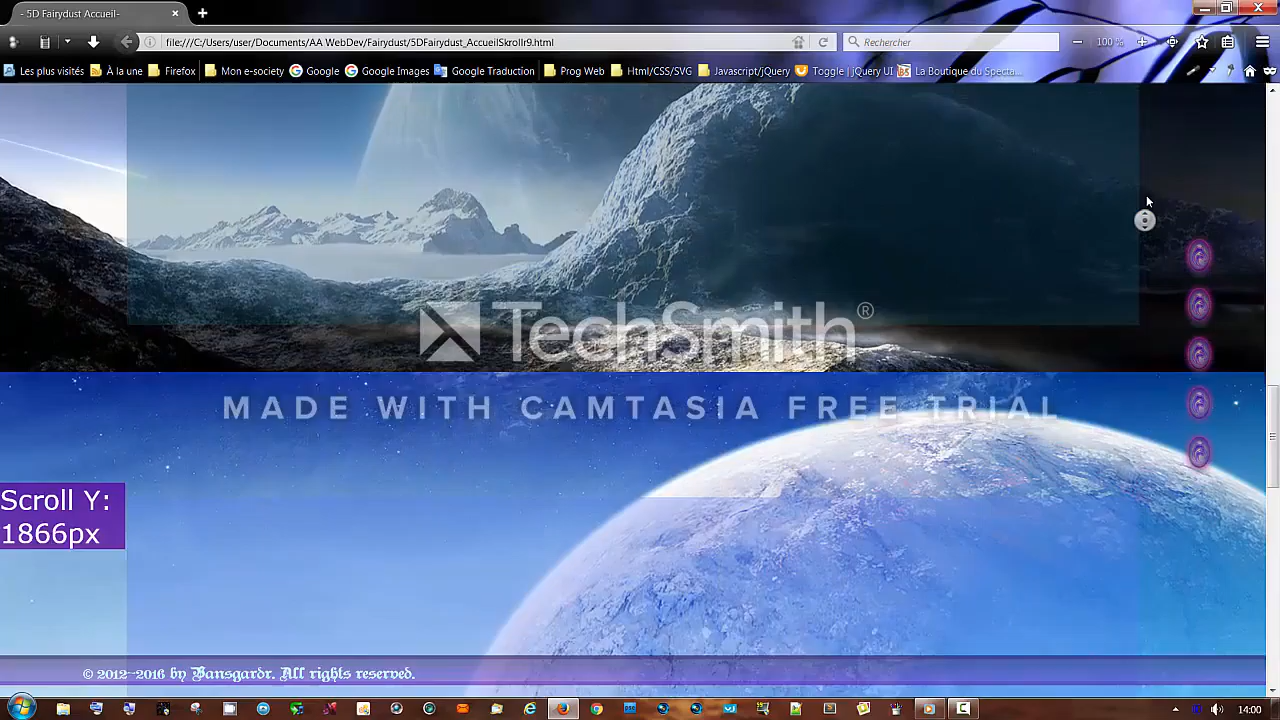 - 5D Fairydust Accueil-
file:///C:/Users/user/Documents/AA WebDev/Fairydust/5DFairydust_AccueilSkrollr9.html
Rechercher
100 %
Les plus visités
À la une
Firefox
Mon e-society
Google
Google Images
Google Traduction
Prog Web
Html/CSS/SVG
Javascript/jQuery
Toggle | jQuery UI
La Boutique du Specta...
TechSmith®
MADE WITH CAMTASIA FREE TRIAL
Scroll Y:
1866px
© 2012-2016 by Bansgardr. All rights reserved.
14:00